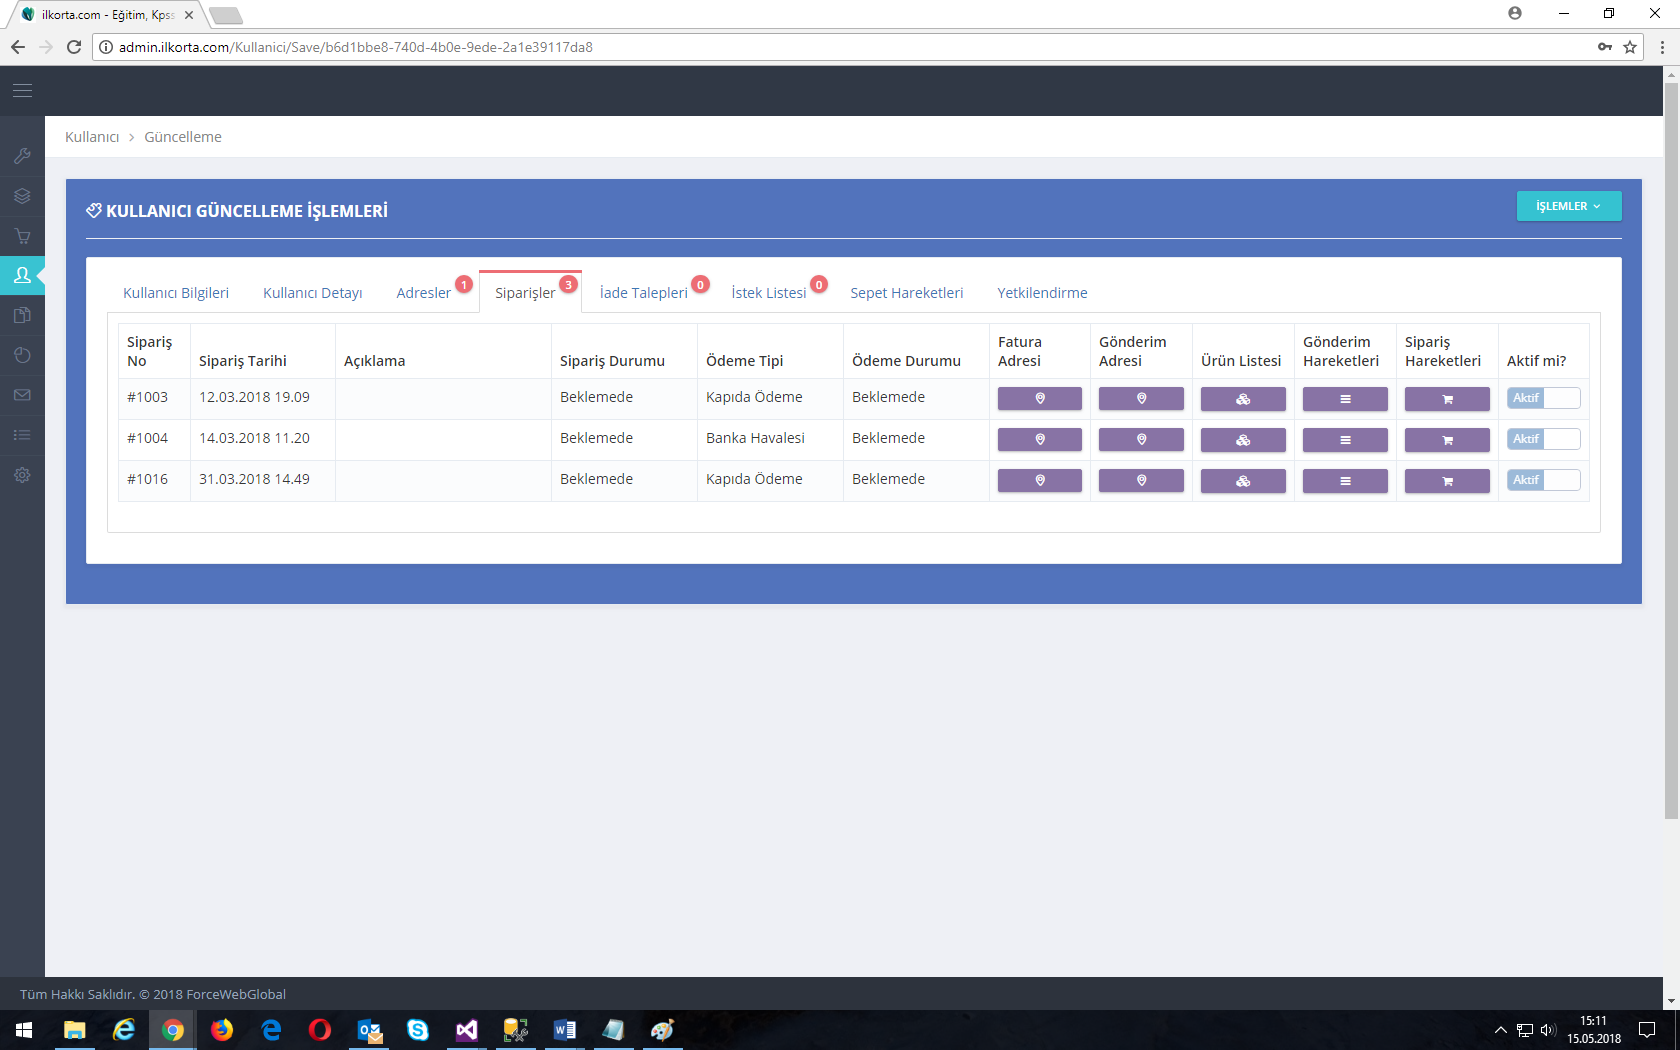 ilkorta.com - Eğitim, Kpss
admin.ilkorta.com/Kullanici/Save/b6d1bbe8-740d-4b0e-9ede-2a1e39117da8
Kullanıcı > Güncelleme
KULLANICI GÜNCELLEME İŞLEMLERİ
İŞLEMLER
Kullanıcı Bilgileri Kullanıcı Detayı Adresler 1 Siparişler 3 İade Talepleri 0 İstek Listesi 0 Sepet Hareketleri Yetkilendirme
Sipariş No Sipariş Tarihi Açıklama Sipariş Durumu Ödeme Tipi Ödeme Durumu Fatura Adresi Gönderim Adresi Ürün Listesi Gönderim Hareketleri Sipariş Hareketleri Aktif mi?
#1003 12.03.2018 19.09 Beklemede Kapıda Ödeme Beklemede Aktif
#1004 14.03.2018 11.20 Beklemede Banka Havalesi Beklemede Aktif
#1016 31.03.2018 14.49 Beklemede Kapıda Ödeme Beklemede Aktif
Tüm Hakkı Saklıdır. © 2018 ForceWebGlobal
15:11
15.05.2018